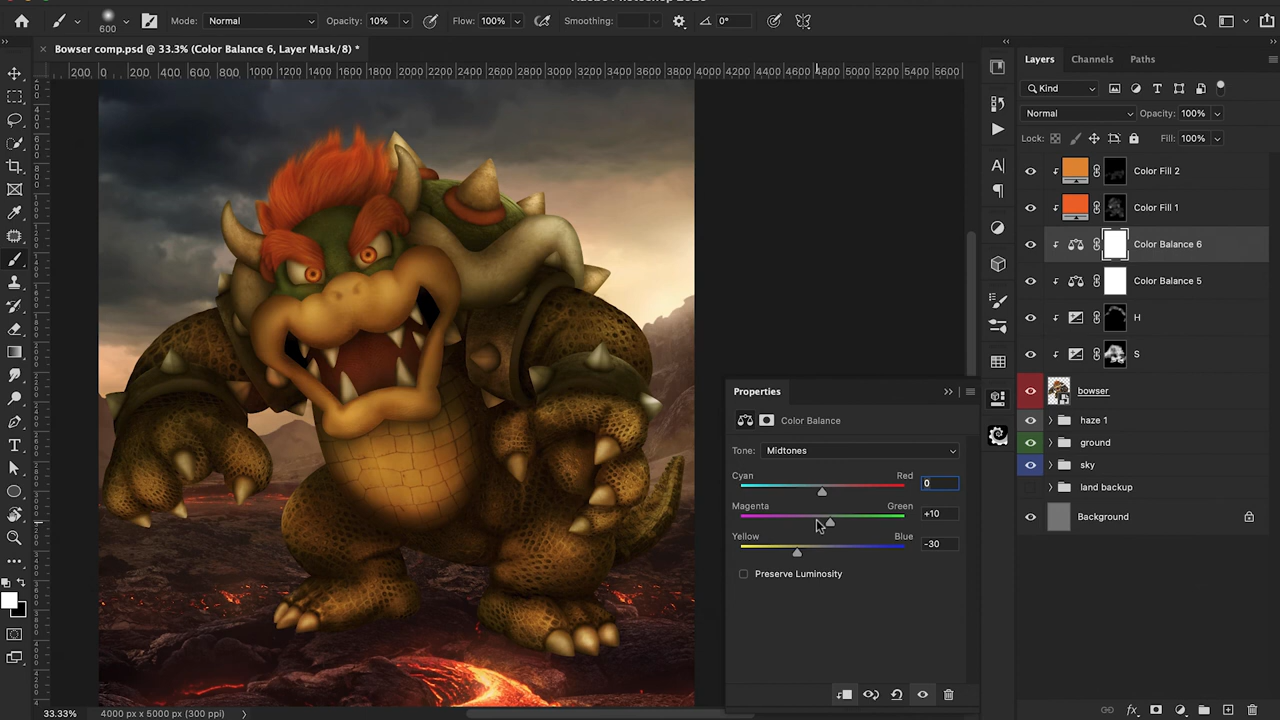 600
Mode: Normal
Opacity: 10%
Flow: 100%
Smoothing:
0°
Bowser comp.psd @ 33.3% (Color Balance 6, Layer Mask/8) *
200 0 200 400 600 800 1000 1200 1400 1600 1800 2000 2200 2400 2600 2800 3000 3200 3400 3600 3800 4000 4200 4400 4600 4800 5000 5200 5400 5600
Layers Channels Paths
Kind
Normal
Opacity: 100%
Lock:
Fill: 100%
Color Fill 2
Color Fill 1
Color Balance 6
Color Balance 5
H
S
bowser
haze 1
ground
sky
land backup
Background
Properties
Color Balance
Tone: Midtones
Cyan Red 0
Magenta Green +10
Yellow Blue -30
Preserve Luminosity
33.33% 4000 px x 5000 px (300 ppi)